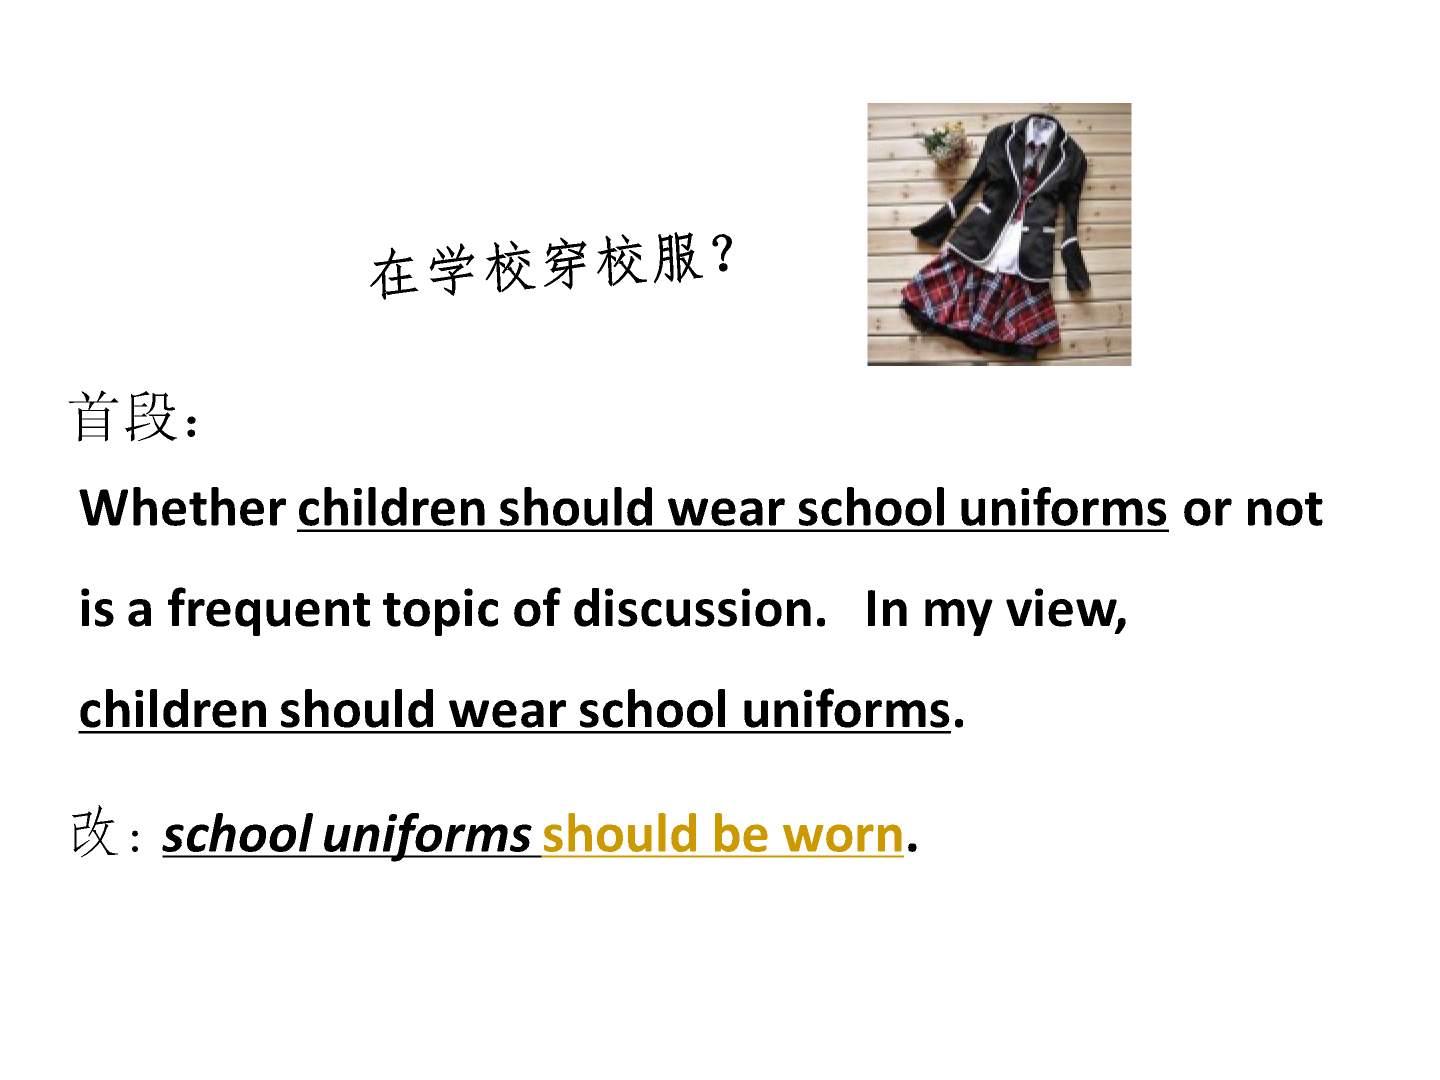 在学校穿校服？
首段：
Whether children should wear school uniforms or not
is a frequent topic of discussion.   In my view,
children should wear school uniforms.
改：school uniforms should be worn.